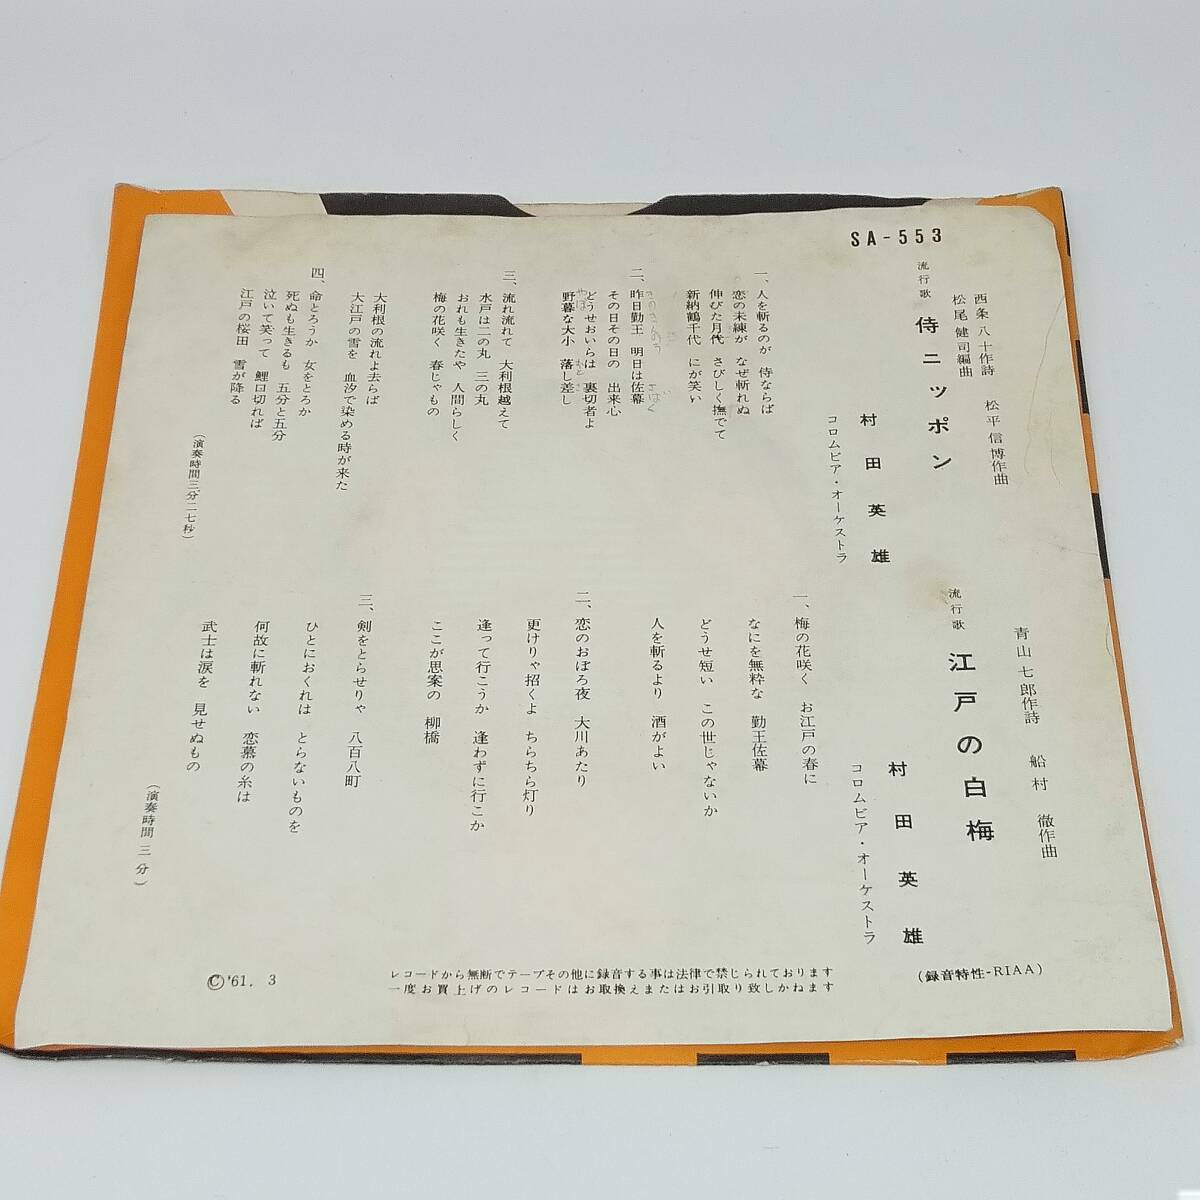 SA-553
流行歌
侍ニッポン
西条八十作詩
松尾健司編曲
松平信博作曲
村田英雄
コロムビア・オーケストラ
一、人を斬るのが 侍ならば
恋の未練が なぜ斬れぬ
伸びた月代 さびしく撫でて
新納鶴千代 にが笑い
二、昨日勤王 明日は佐幕
その日その日の 出来心
どうせおいらは 裏切者よ
野暮な大小 落し差し
三、流れ流れて 大利根越えて
水戸は二の丸 三の丸
おれも生きたや 人間らしく
梅の花咲く 春じゃもの
大利根の流れよ去らば
大江戸の雪を 血汐で染める時が来た
四、命とろうか 女をとろか
死ぬも生きるも 五分と五分
泣いて笑って 鯉口切れば
江戸の桜田 雪が降る
(演奏時間三分二七秒)
流行歌
江戸の白梅
青山七郎作詩
船村徹作曲
村田英雄
コロムビア・オーケストラ
一、梅の花咲く お江戸の春に
なにを無粋な 勤王佐幕
どうせ短い この世じゃないか
人を斬るより 酒がよい
二、恋のおぼろ夜 大川あたり
更けりゃ招くよ ちらちら灯り
逢って行こうか 逢わずに行こか
ここが思案の 柳橋
三、剣をとらせりゃ 八百八町
ひとにおくれは とらないものを
何故に斬れない 恋慕の糸は
武士は涙を 見せぬもの
(演奏時間 三分)
Ⓒ'61. 3
レコードから無断でテープその他に録音する事は法律で禁じられております
一度お買上げのレコードはお取換えまたはお引取り致しかねます
(録音特性-RIAA)